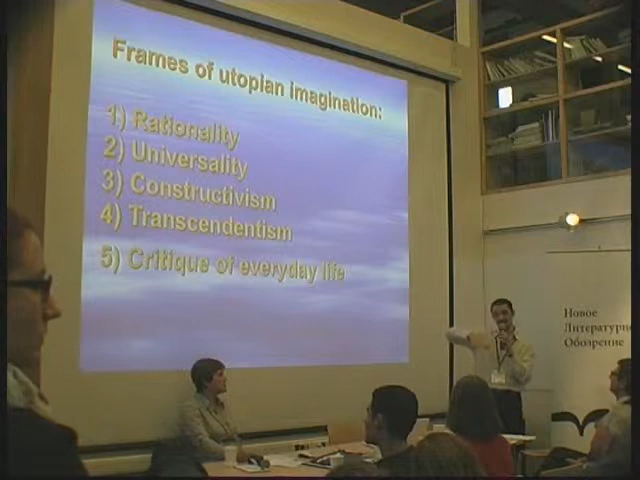 Frames of utopian imagination:
1) Rationality
2) Universality
3) Constructivism
4) Transcendentism
5) Critique of everyday life
Новое
Литературно
Обозрение